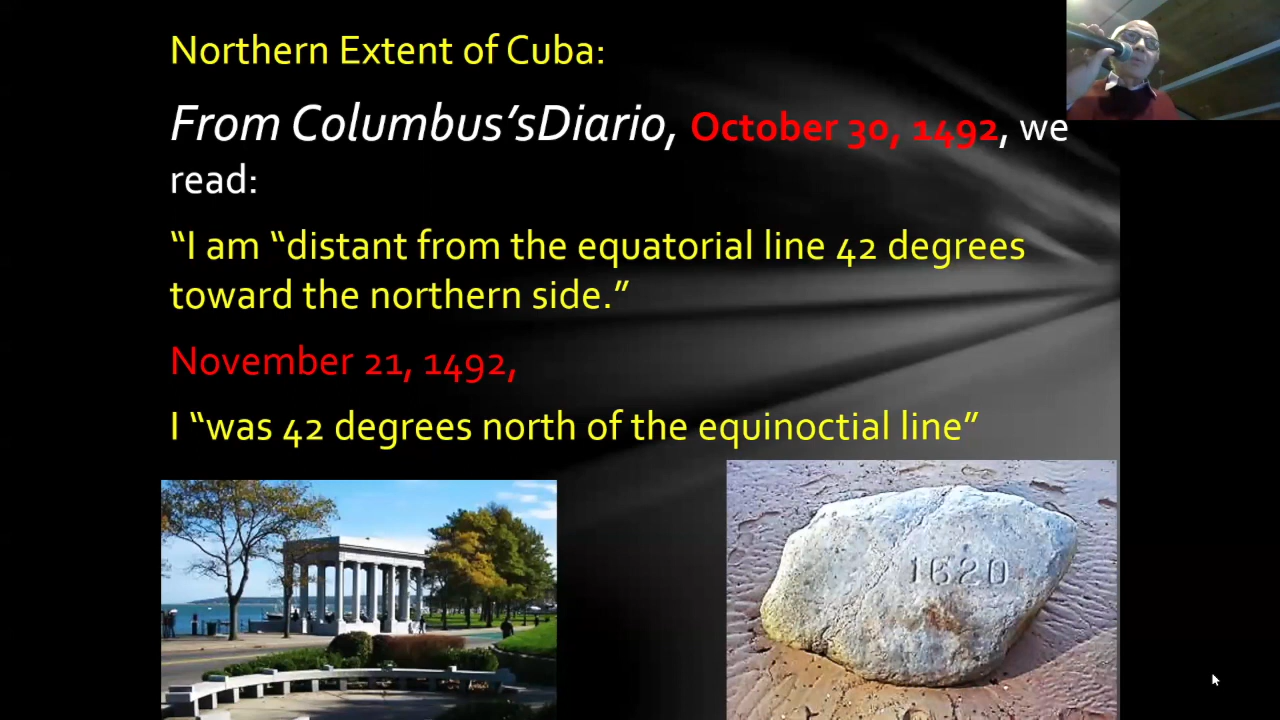 Northern Extent of Cuba:
From Columbus’sDiario, October 30, 1492, we
read:
“I am “distant from the equatorial line 42 degrees
toward the northern side.”
November 21, 1492,
I “was 42 degrees north of the equinoctial line”
1620